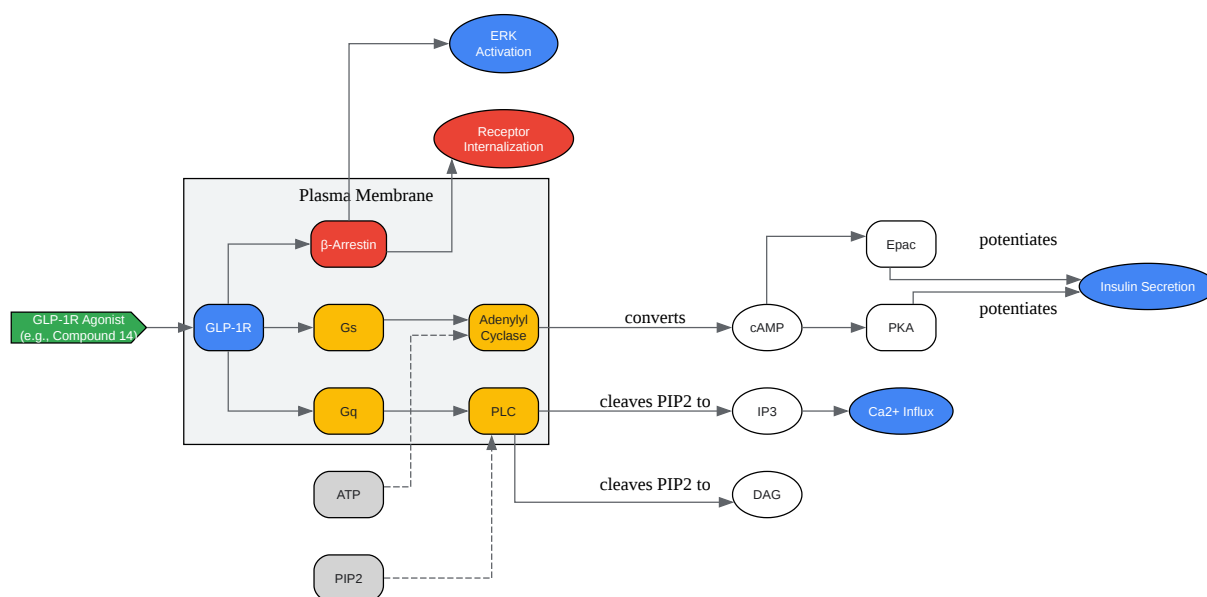 ERK
Activation
Receptor
Internalization
Plasma Membrane
β-Arrestin
Epac
potentiates
Insulin Secretion
GLP-1R Agonist
(e.g., Compound 14)
GLP-1R
Gs
Adenylyl
Cyclase
converts
cAMP
PKA
potentiates
Gq
PLC
cleaves PIP2 to
IP3
Ca2+ Influx
ATP
cleaves PIP2 to
DAG
PIP2